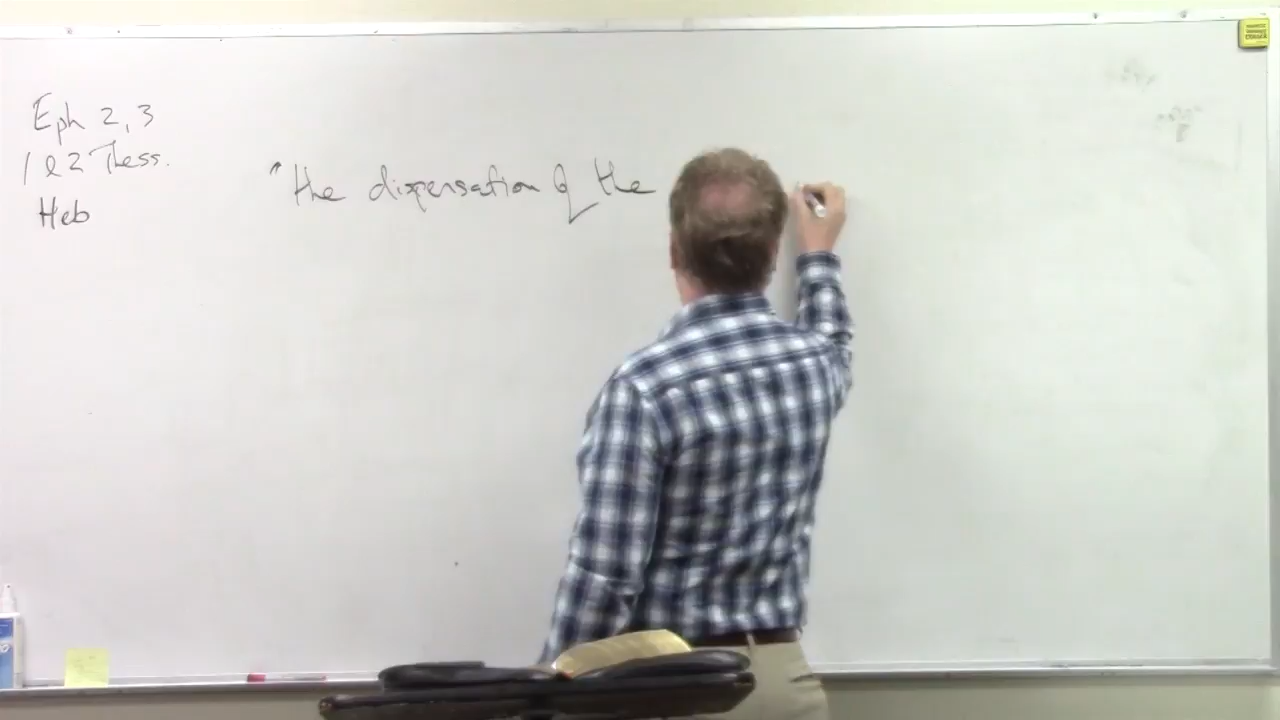 Eph 2, 3
1 & 2 Thess.
Heb
"the dispensation of the